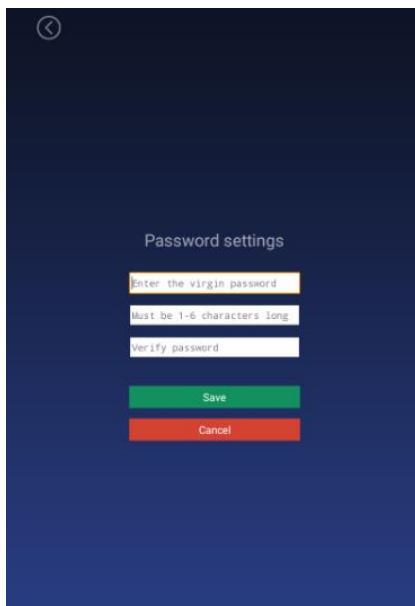 Password settings
Enter the virgin password
Must be 1-6 characters long
Verify password
Save
Cancel